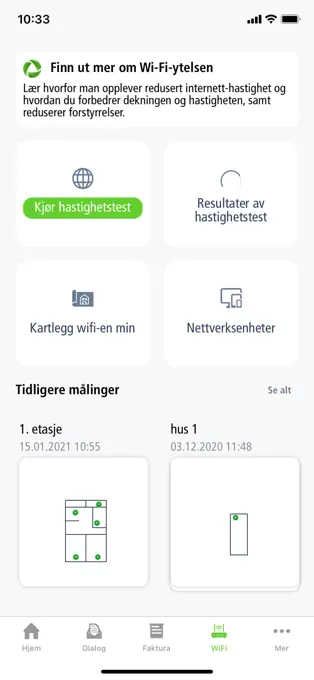 10:33
Finn ut mer om Wi-Fi-ytelsen
Lær hvorfor man opplever redusert internett-hastighet og
hvordan du forbedrer dekningen og hastigheten, samt
reduserer forstyrrelser.
Kjør hastighetstest
Resultater av
hastighetstest
Kartlegg wifi-en min
Nettverksenheter
Tidligere målinger
Se alt
1. etasje
15.01.2021 10:55
hus 1
03.12.2020 11:48
Hjem
Dialog
Faktura
WiFi
Mer